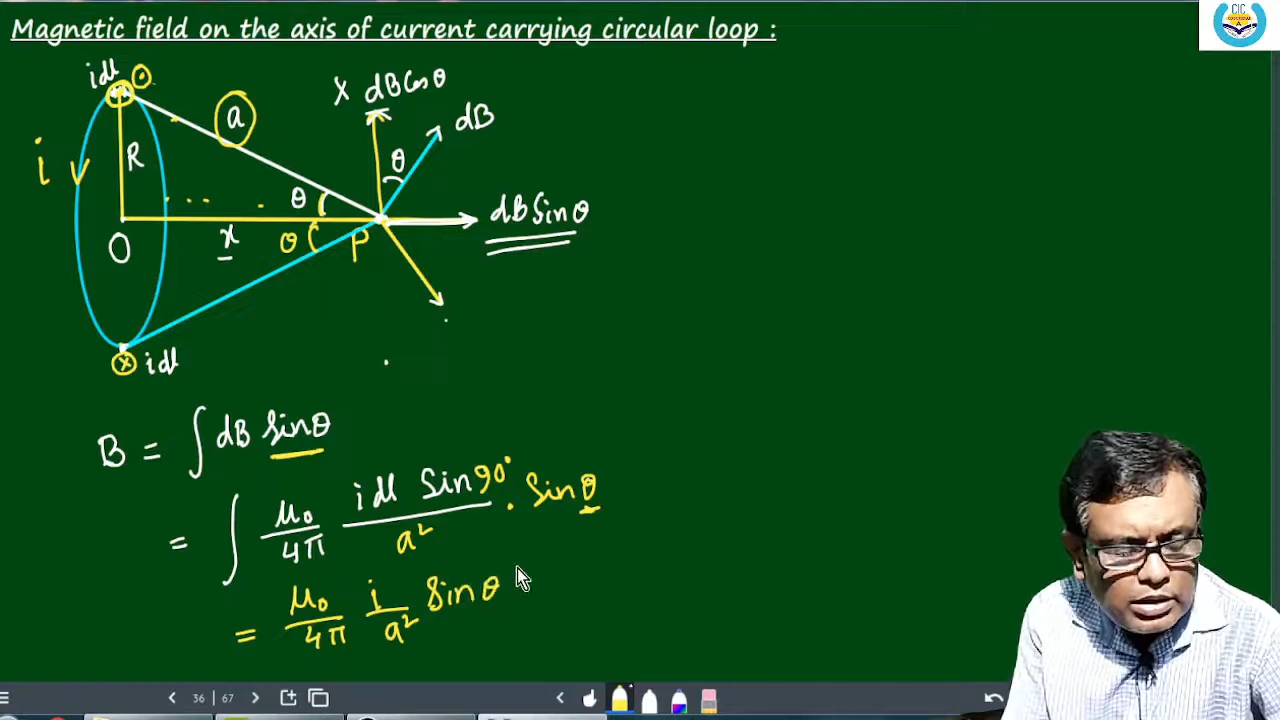 Magnetic field on the axis of current carrying circular loop :
CIC
idl
x dBCosθ
a
dB
i
R
θ
θ
dBSinθ
O
x
θ
P
idl
B = ∫ dB Sinθ
= ∫ μ₀/4π idl Sin90°/a² . Sinθ
= μ₀/4π i/a² Sinθ
36 | 67